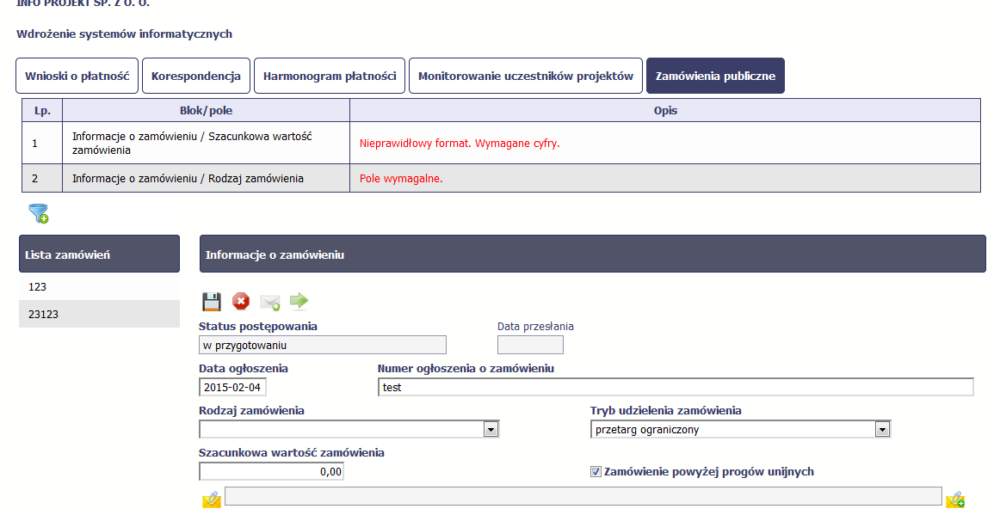 INFO PROJEKT SP. Z O. O.
Wdrożenie systemów informatycznych
Wnioski o płatność Korespondencja Harmonogram płatności Monitorowanie uczestników projektów Zamówienia publiczne
Lp. Blok/pole Opis
1 Informacje o zamówieniu / Szacunkowa wartość zamówienia Nieprawidłowy format. Wymagane cyfry.
2 Informacje o zamówieniu / Rodzaj zamówienia Pole wymagalne.
Lista zamówień
123
23123
Informacje o zamówieniu
Status postępowania Data przesłania
w przygotowaniu
Data ogłoszenia Numer ogłoszenia o zamówieniu
2015-02-04 test
Rodzaj zamówienia Tryb udzielenia zamówienia
przetarg ograniczony
Szacunkowa wartość zamówienia
0,00 Zamówienie powyżej progów unijnych